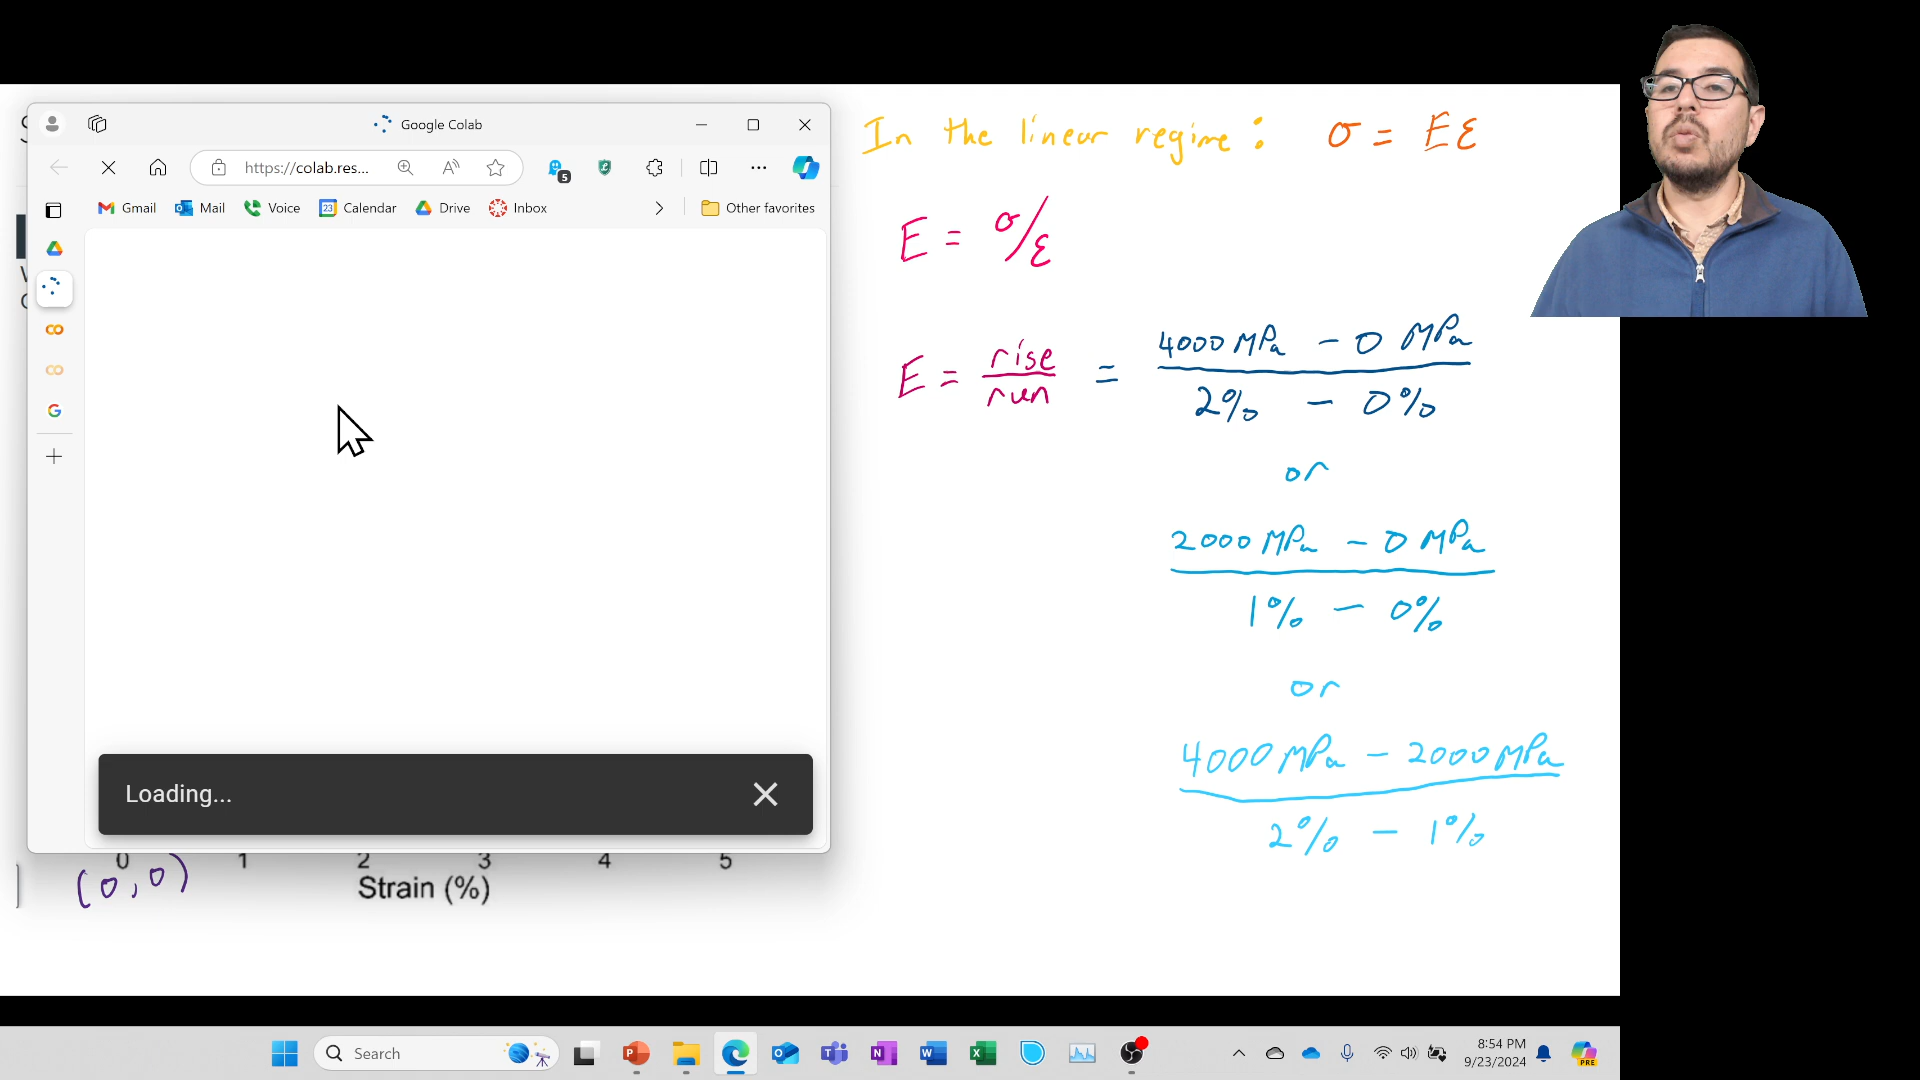 Google Colab
https://colab.res...
5
Gmail Mail Voice 23 Calendar Drive Inbox Other favorites
Loading...
0 1 2 3 4 5
(0,0)
Strain (%)
In the linear regime: σ = Eε
E = σ/ε
E = rise/run = 4000 MPa - 0 MPa
2% - 0%
or
2000 MPa - 0 MPa
1% - 0%
or
4000 MPa - 2000 MPa
2% - 1%
Search
8:54 PM
9/23/2024
PRE